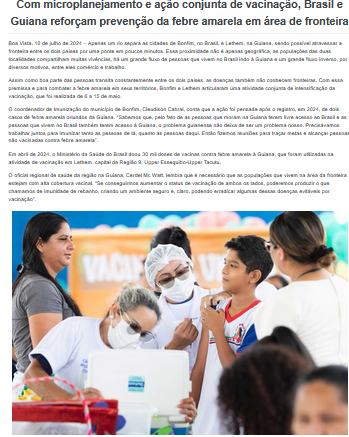 Com microplanejamento e ação conjunta de vacinação, Brasil e
Guiana reforçam prevenção da febre amarela em área de fronteira
Boa Vista, 10 de julho de 2024 – Apenas um rio separa as cidades de Bonfim, no Brasil, e Lethem, na Guiana, sendo possível atravessar a
fronteira entre os dois países por uma ponte em poucos minutos. Essa proximidade não é apenas geográfica, as populações das duas
localidades compartilham muitas vivências, há um grande fluxo de pessoas que vivem no Brasil indo à Guiana e um grande fluxo inverso, por
diversos motivos, entre eles comércio e trabalho.
Assim como boa parte das pessoas transita constantemente entre os dois países, as doenças também não conhecem fronteiras. Com essa
premissa e para combater a febre amarela em seus territórios, Bonfim e Lethem articularam uma atividade conjunta de intensificação da
vacinação, que foi realizada de 6 a 15 de maio.
O coordenador de imunização do município de Bonfim, Cleudison Cabral, conta que a ação foi pensada após o registro, em 2024, de dois
casos de febre amarela oriundos da Guiana. "Sabemos que, pelo fato de as pessoas que moram na Guiana terem livre acesso ao Brasil e as
pessoas que vivem no Brasil também terem acesso à Guiana, o problema guianense não deixa de ser um problema nosso. Precisávamos
trabalhar juntos para imunizar tanto as pessoas de lá, quanto as pessoas daqui. Então fizemos reuniões para traçar metas e alcançar pessoas
não vacinadas contra febre amarela".
Em abril de 2024, o Ministério da Saúde do Brasil doou 30 mil doses de vacinas contra febre amarela à Guiana, que foram utilizadas na
atividade de vacinação em Lethem, capital da Região 9, Upper Essequibo-Upper Takutu.
O oficial regional de saúde da região na Guiana, Cerdel Mc Watt, lembra que é necessário que as populações que vivem na área da fronteira
estejam com alta cobertura vacinal. "Se conseguirmos aumentar o status de vacinação de ambos os lados, poderemos produzir o que
chamamos de imunidade de rebanho, criando um ambiente seguro e, claro, podendo erradicar algumas dessas doenças evitáveis por
vacinação".